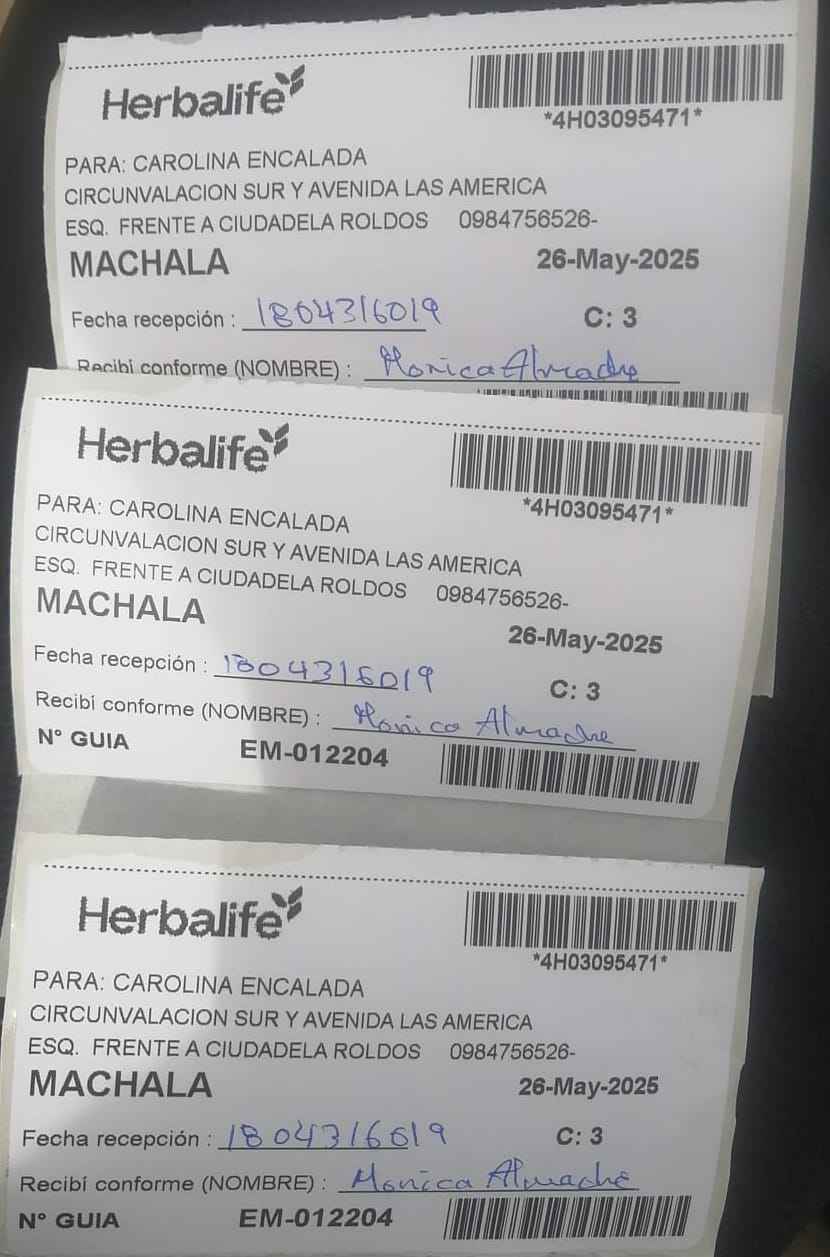 Herbalife
*4H03095471*
PARA: CAROLINA ENCALADA
CIRCUNVALACION SUR Y AVENIDA LAS AMERICA
ESQ. FRENTE A CIUDADELA ROLDOS 0984756526-
MACHALA 26-May-2025
Fecha recepción : 1804316019 C: 3
Recibí conforme (NOMBRE) : Monica Almache
Herbalife
*4H03095471*
PARA: CAROLINA ENCALADA
CIRCUNVALACION SUR Y AVENIDA LAS AMERICA
ESQ. FRENTE A CIUDADELA ROLDOS 0984756526-
MACHALA 26-May-2025
Fecha recepción : 1804316019 C: 3
Recibí conforme (NOMBRE) : Monica Almache
N° GUIA EM-012204
Herbalife
*4H03095471*
PARA: CAROLINA ENCALADA
CIRCUNVALACION SUR Y AVENIDA LAS AMERICA
ESQ. FRENTE A CIUDADELA ROLDOS 0984756526-
MACHALA 26-May-2025
Fecha recepción : 1804316019 C: 3
Recibí conforme (NOMBRE) : Monica Almache
N° GUIA EM-012204